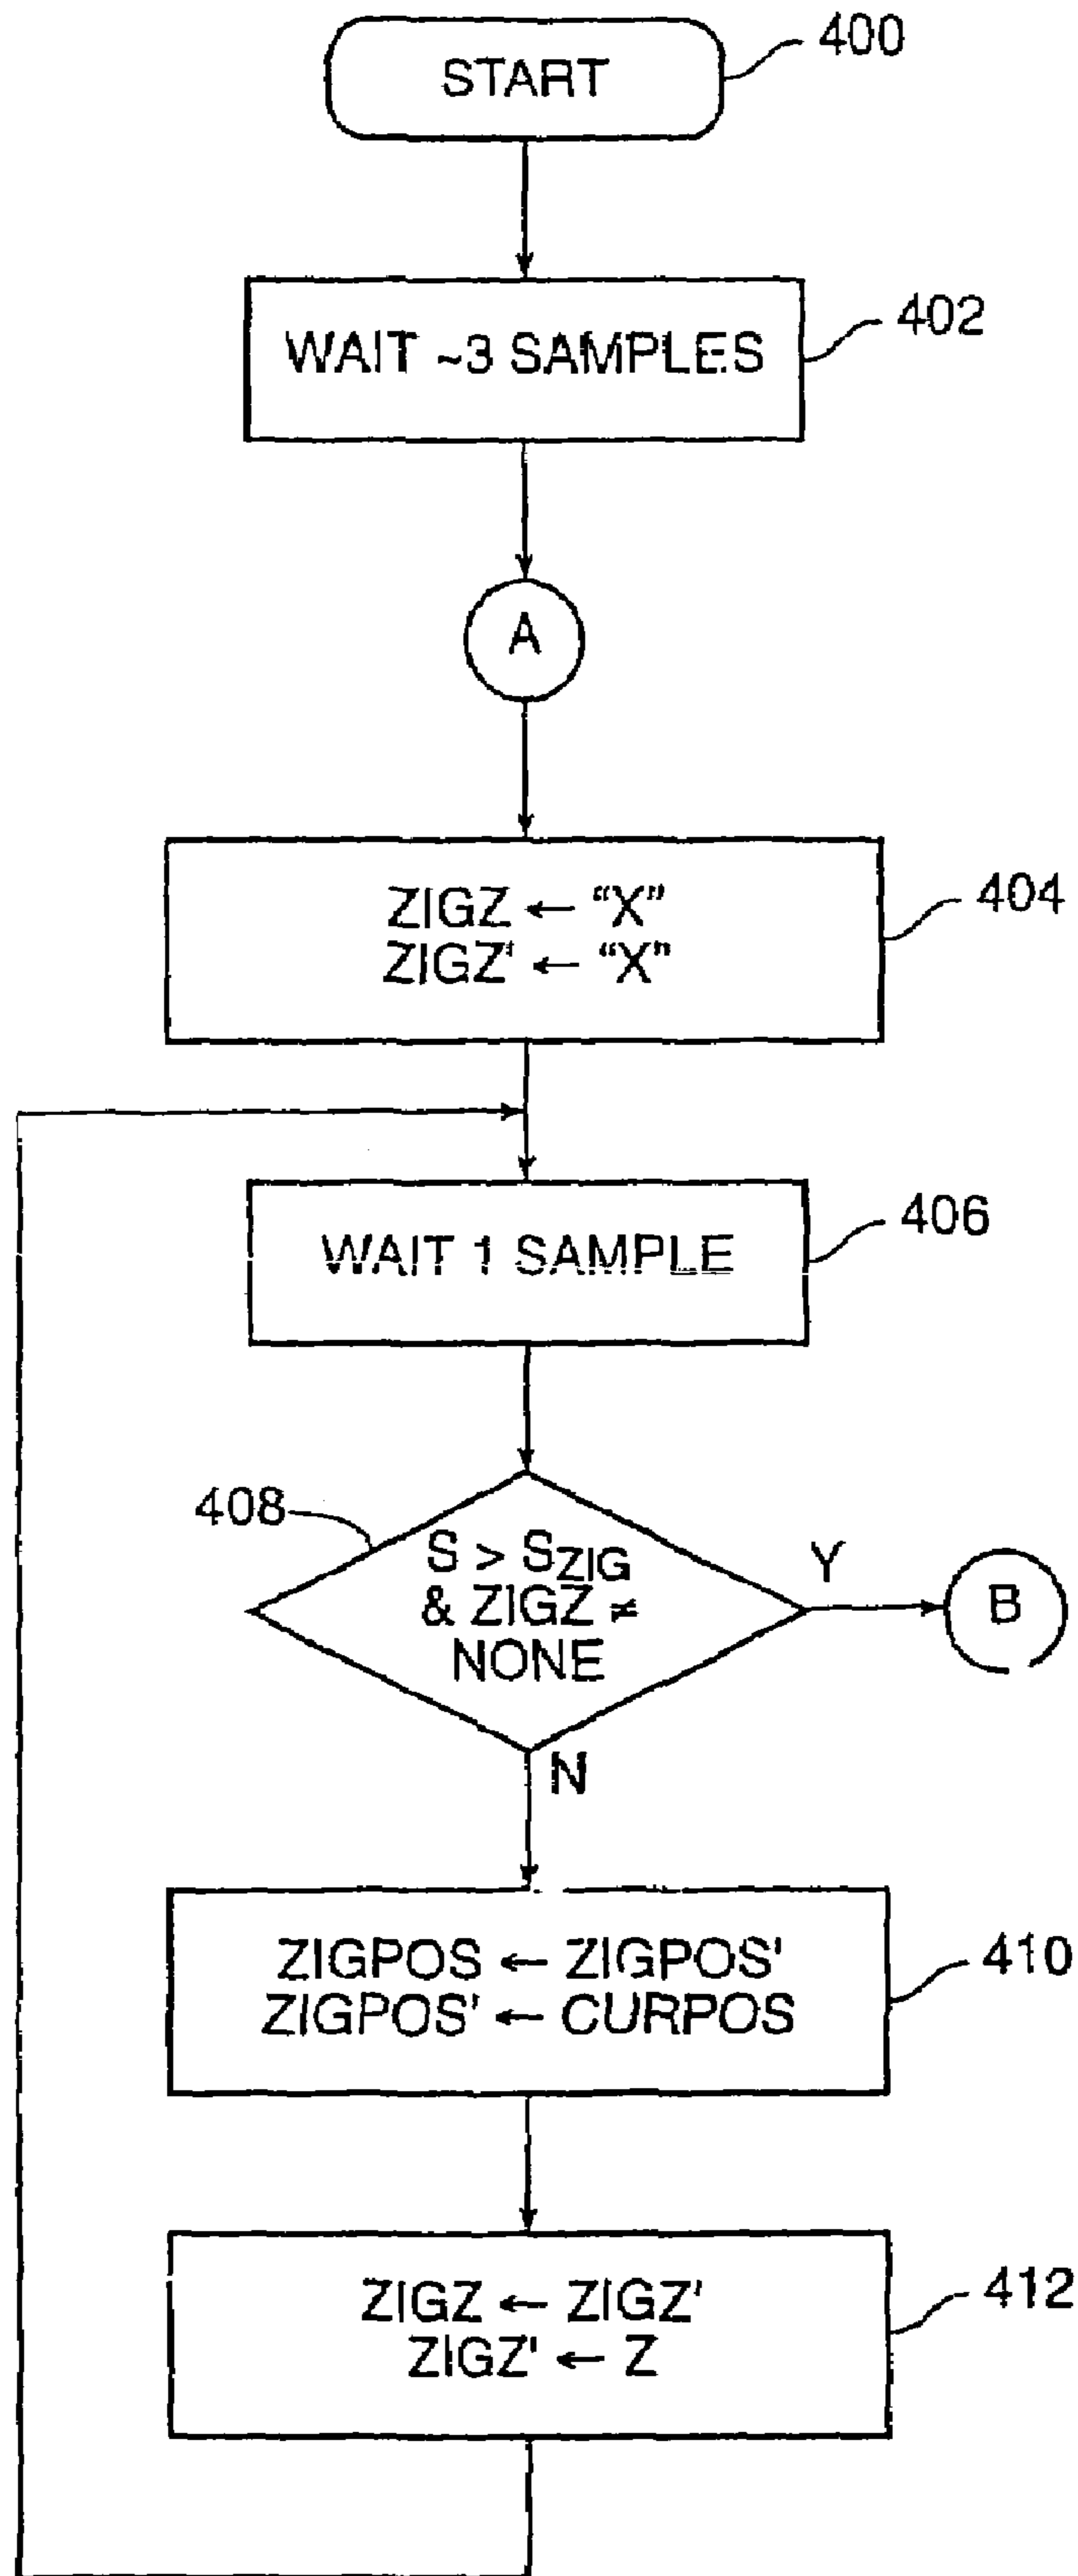 START
400
WAIT ~3 SAMPLES
402
A
ZIGZ ← “X”
ZIGZ' ← “X”
404
WAIT 1 SAMPLE
406
408
S > SZIG
& ZIGZ ≠
NONE
Y
B
N
ZIGPOS ← ZIGPOS'
ZIGPOS' ← CURPOS
410
ZIGZ ← ZIGZ'
ZIGZ' ← Z
412